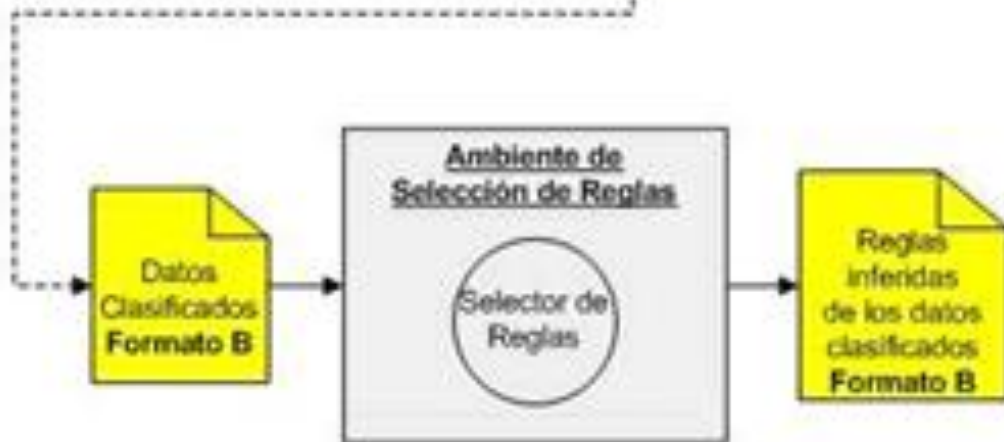 Datos
Clasificados
Formato B
Ambiente de
Selección de Reglas
Selector de
Reglas
Reglas
inferidas
de los datos
clasificados
Formato B